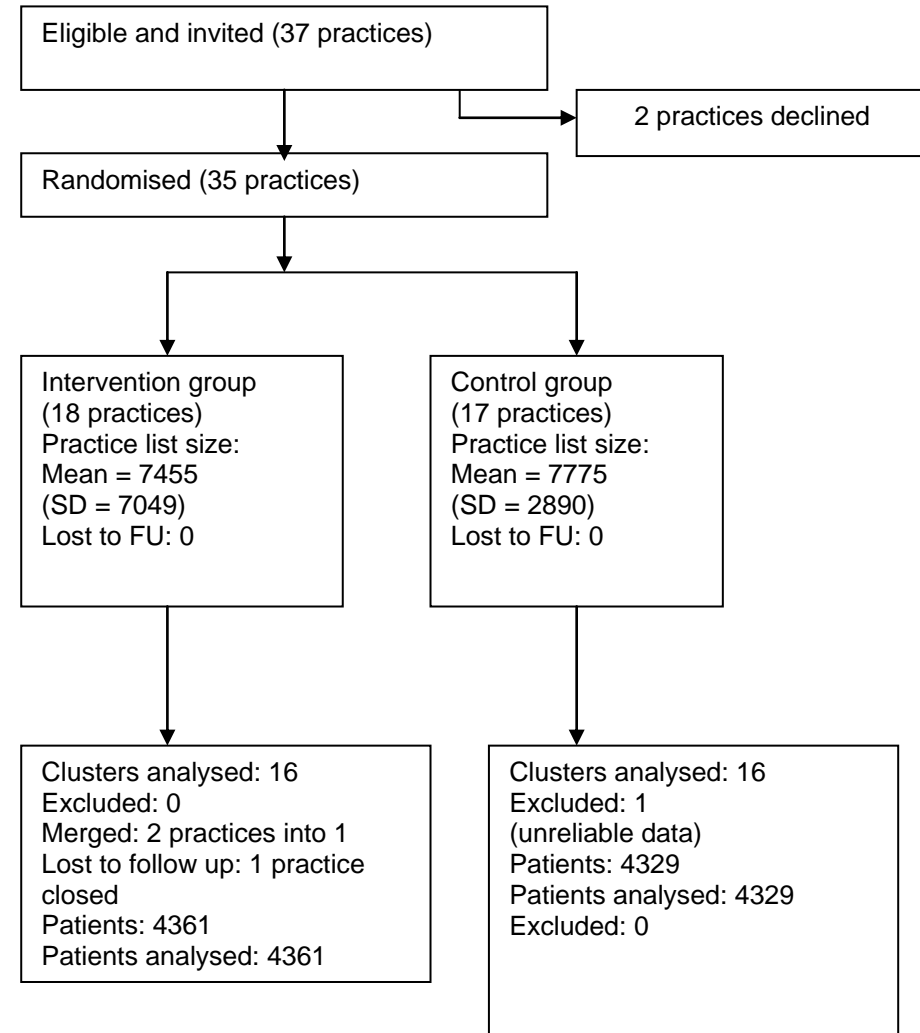 Eligible and invited (37 practices)
2 practices declined
Randomised (35 practices)
Intervention group
(18 practices)
Practice list size:
Mean = 7455
(SD = 7049)
Lost to FU: 0
Control group
(17 practices)
Practice list size:
Mean = 7775
(SD = 2890)
Lost to FU: 0
Clusters analysed: 16
Excluded: 0
Merged: 2 practices into 1
Lost to follow up: 1 practice
closed
Patients: 4361
Patients analysed: 4361
Clusters analysed: 16
Excluded: 1
(unreliable data)
Patients: 4329
Patients analysed: 4329
Excluded: 0